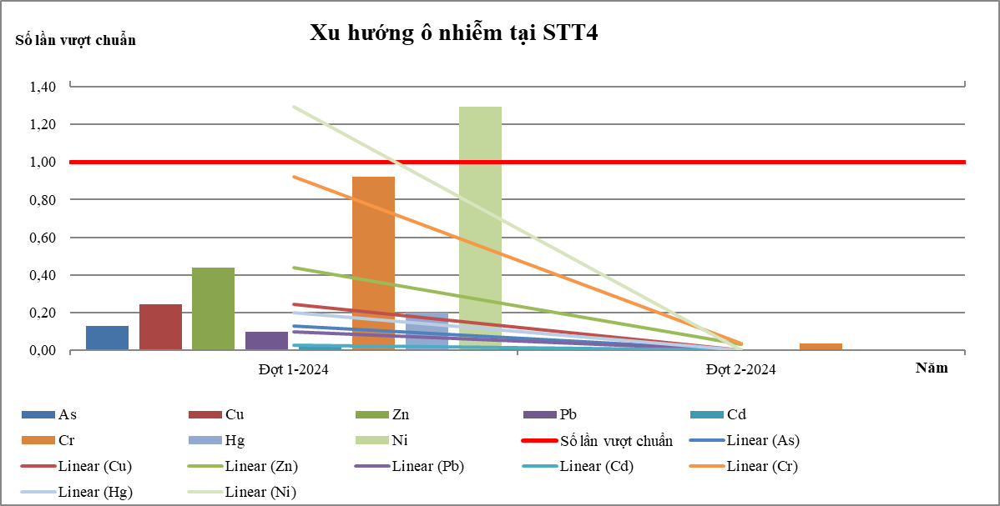 Xu hướng ô nhiễm tại STT4
Số lần vượt chuẩn
1,40
1,20
1,00
0,80
0,60
0,40
0,20
0,00
Đợt 1-2024
Đợt 2-2024
Năm
As
Cu
Zn
Pb
Cd
Cr
Hg
Ni
Số lần vượt chuẩn
Linear (As)
Linear (Cu)
Linear (Zn)
Linear (Pb)
Linear (Cd)
Linear (Cr)
Linear (Hg)
Linear (Ni)